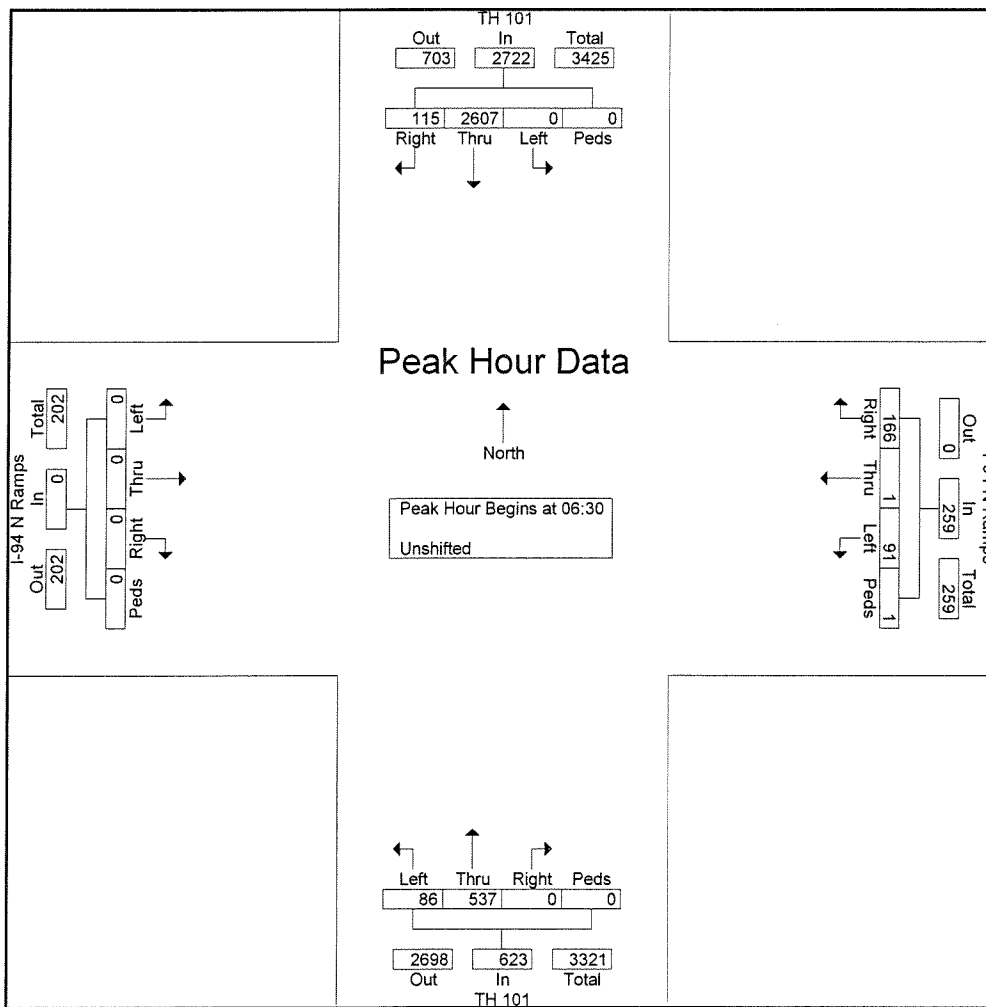 TH 101
Out In Total
703 2722 3425
115 2607 0 0
Right Thru Left Peds
Peak Hour Data
North
Peak Hour Begins at 06:30
Unshifted
I-94 N Ramps
Out In Total
202 0 202
0 0 0 0
Left Thru Right Peds
Right Thru Left Peds
166 1 91 1
Out In Total
0 259 259
N Ramps
Left Thru Right Peds
86 537 0 0
2698 623 3321
Out In Total
TH 101